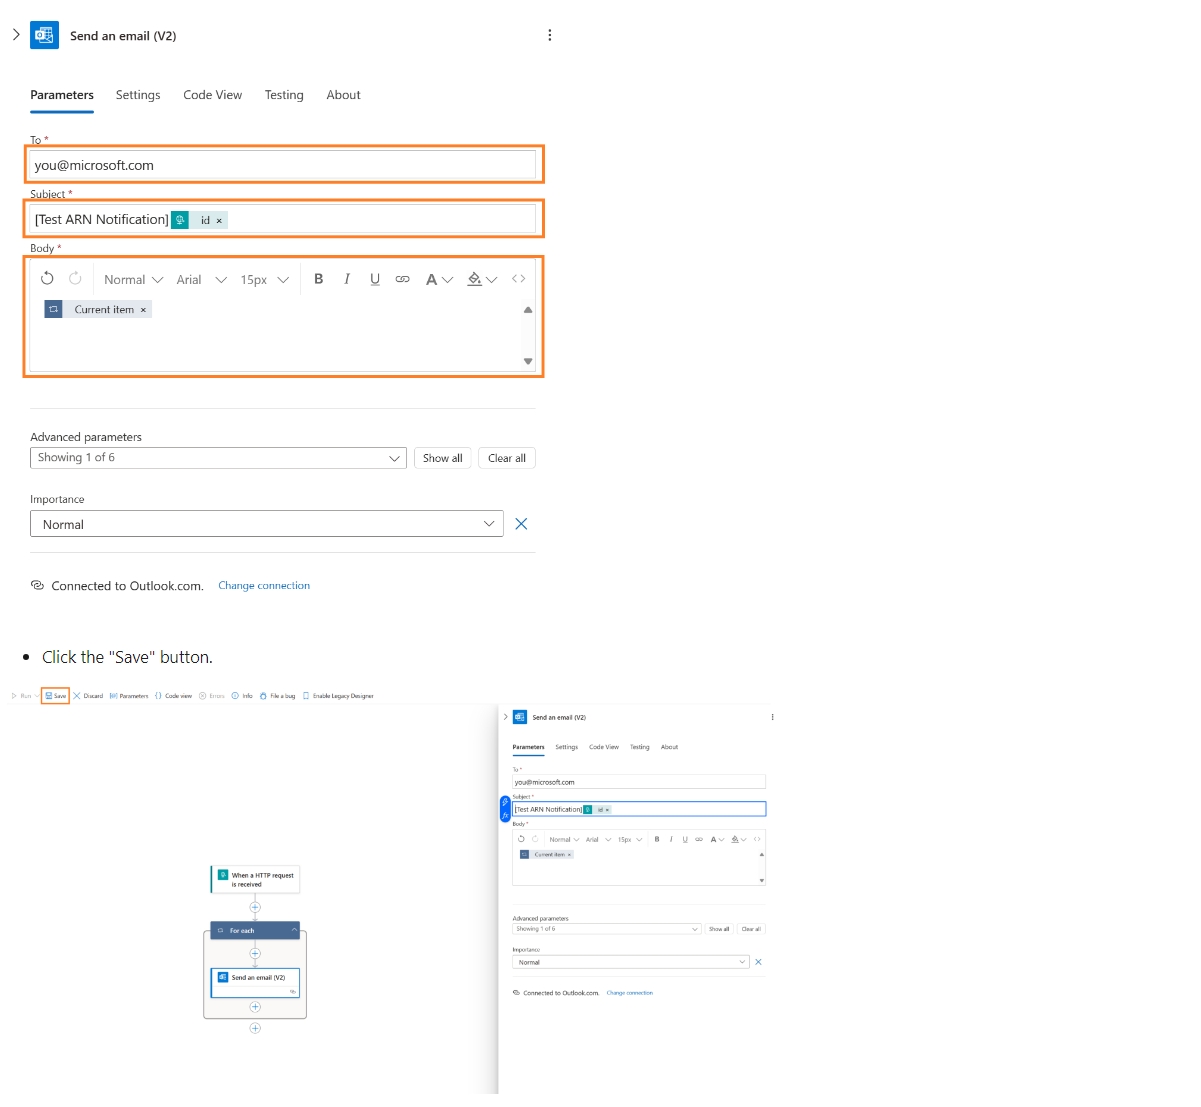 Send an email (V2)
Parameters Settings Code View Testing About
To *
you@microsoft.com
Subject *
[Test ARN Notification] id ×
Body *
Normal Arial 15px B I U A <>
Current item ×
Advanced parameters
Showing 1 of 6 Show all Clear all
Importance
Normal
Connected to Outlook.com. Change connection
• Click the "Save" button.
Run Save Discard Parameters Code view Errors Info File a bug Enable Legacy Designer
When a HTTP request
is received
For each
Send an email (V2)
Send an email (V2)
Parameters Settings Code View Testing About
To *
you@microsoft.com
Subject *
[Test ARN Notification] id ×
fx
Body *
Normal Arial 15px B I U A <>
Current item ×
Advanced parameters
Showing 1 of 6 Show all Clear all
Importance
Normal
Connected to Outlook.com. Change connection